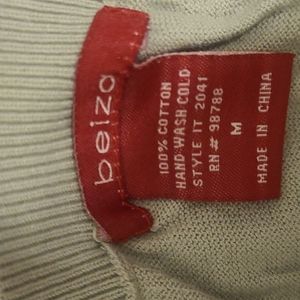 beiza
100% COTTON
HAND WASH COLD
STYLE IT 2041
RN# 98788
M
MADE IN CHINA